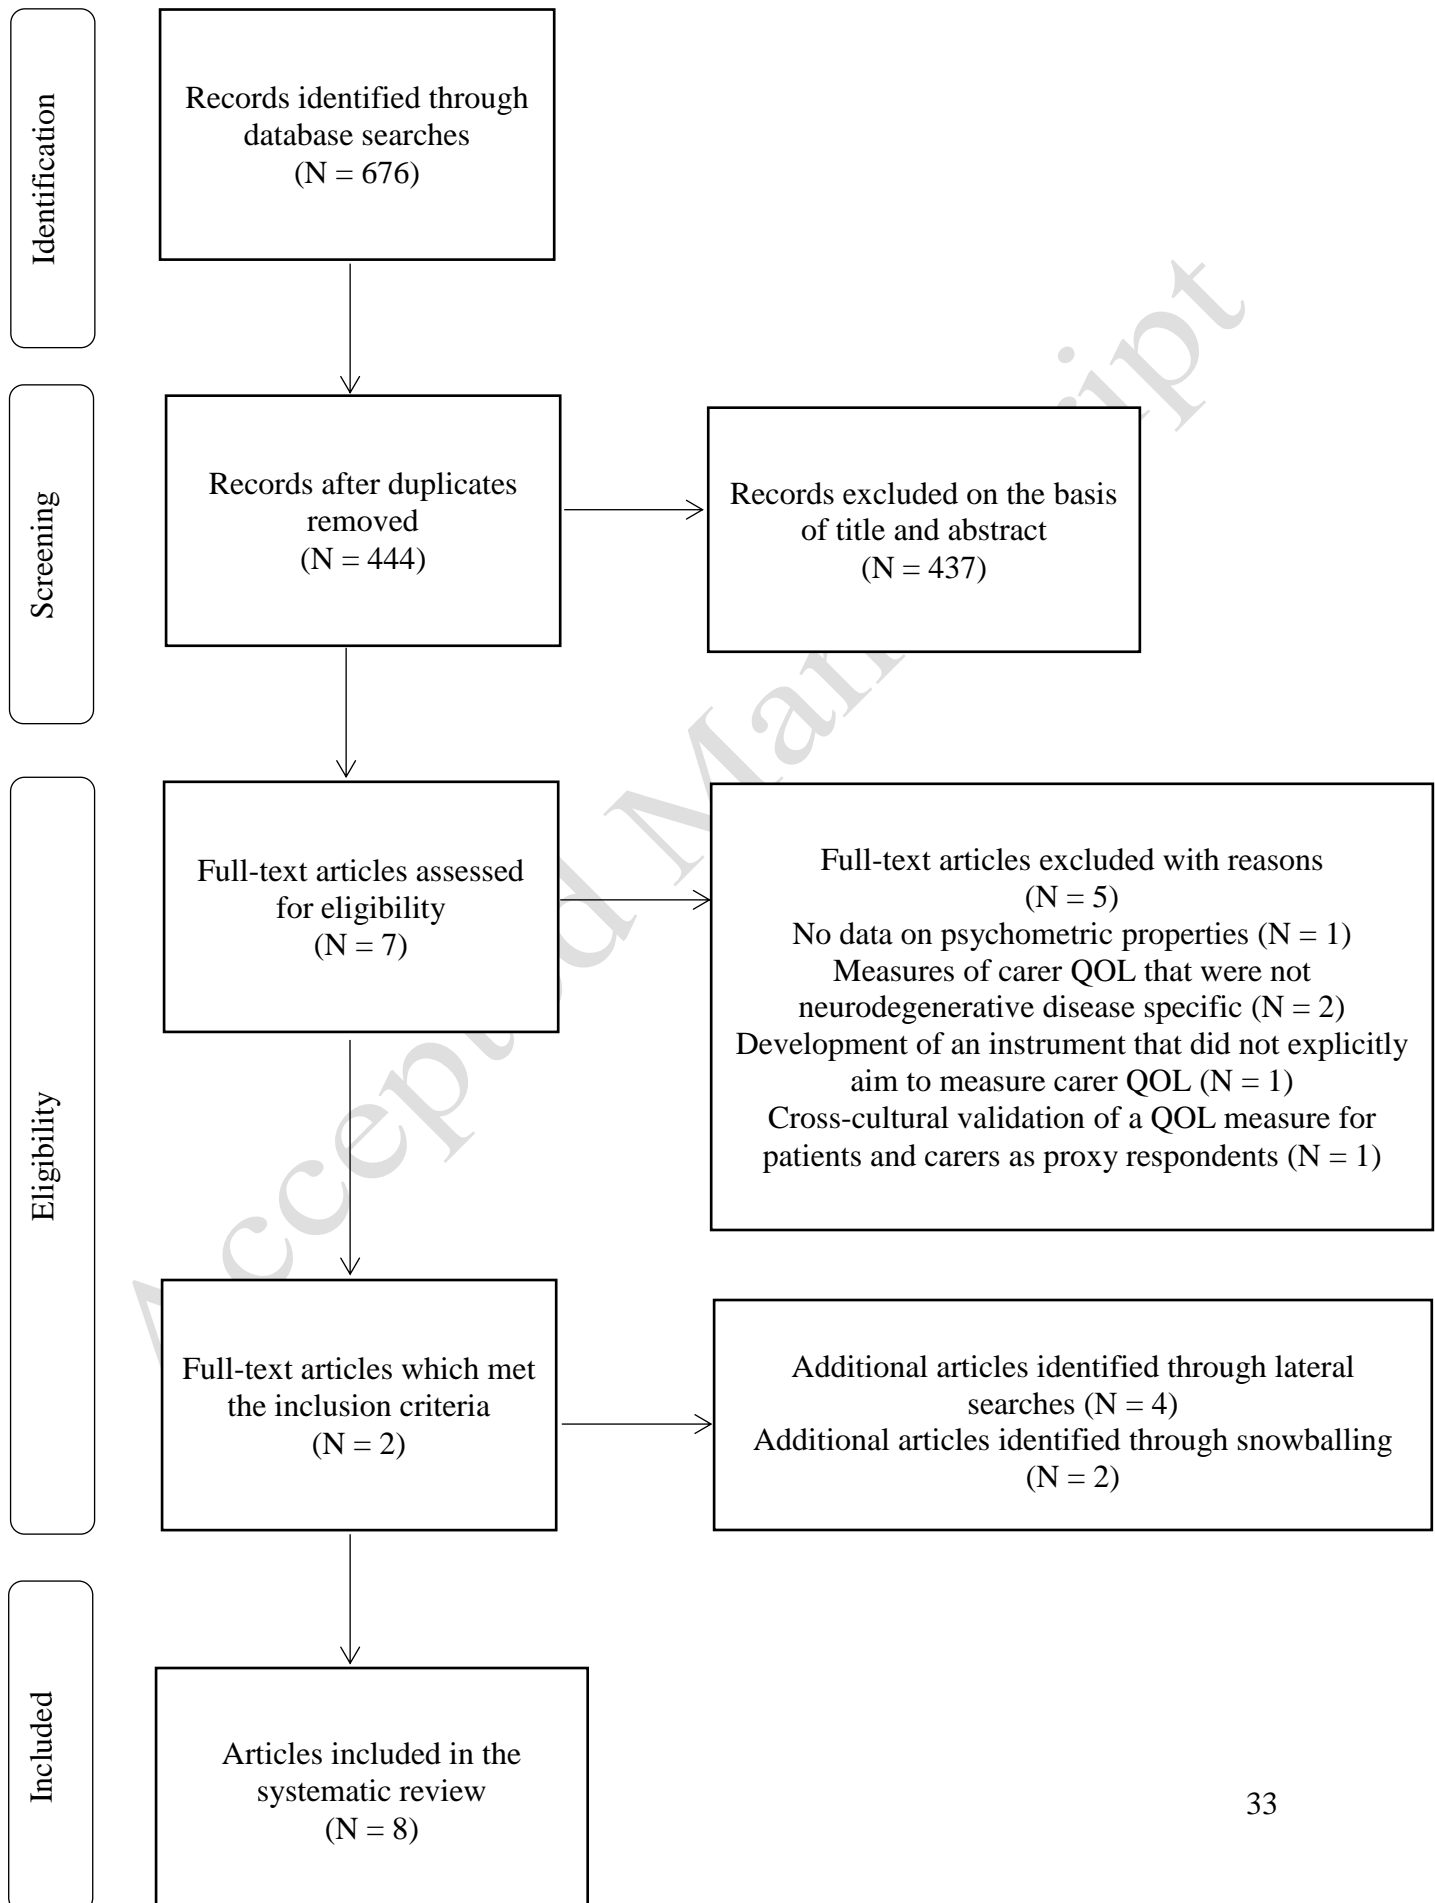 Identification
Records identified through
database searches
(N = 676)
Screening
Records after duplicates
removed
(N = 444)
Records excluded on the basis
of title and abstract
(N = 437)
Eligibility
Full-text articles assessed
for eligibility
(N = 7)
Full-text articles excluded with reasons
(N = 5)
No data on psychometric properties (N = 1)
Measures of carer QOL that were not
neurodegenerative disease specific (N = 2)
Development of an instrument that did not explicitly
aim to measure carer QOL (N = 1)
Cross-cultural validation of a QOL measure for
patients and carers as proxy respondents (N = 1)
Full-text articles which met
the inclusion criteria
(N = 2)
Additional articles identified through lateral
searches (N = 4)
Additional articles identified through snowballing
(N = 2)
Included
Articles included in the
systematic review
(N = 8)
33
Accepted Manuscript